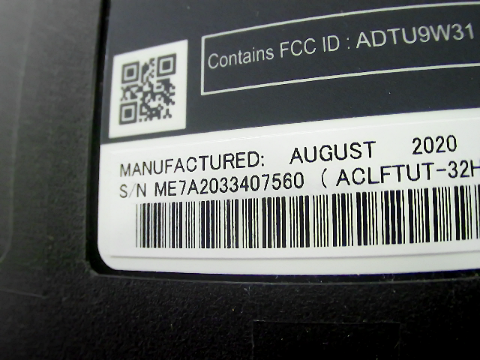 Contains FCC ID : ADTU9W31
MANUFACTURED: AUGUST 2020
S/N ME7A2033407560 ( ACLFTUT-32H